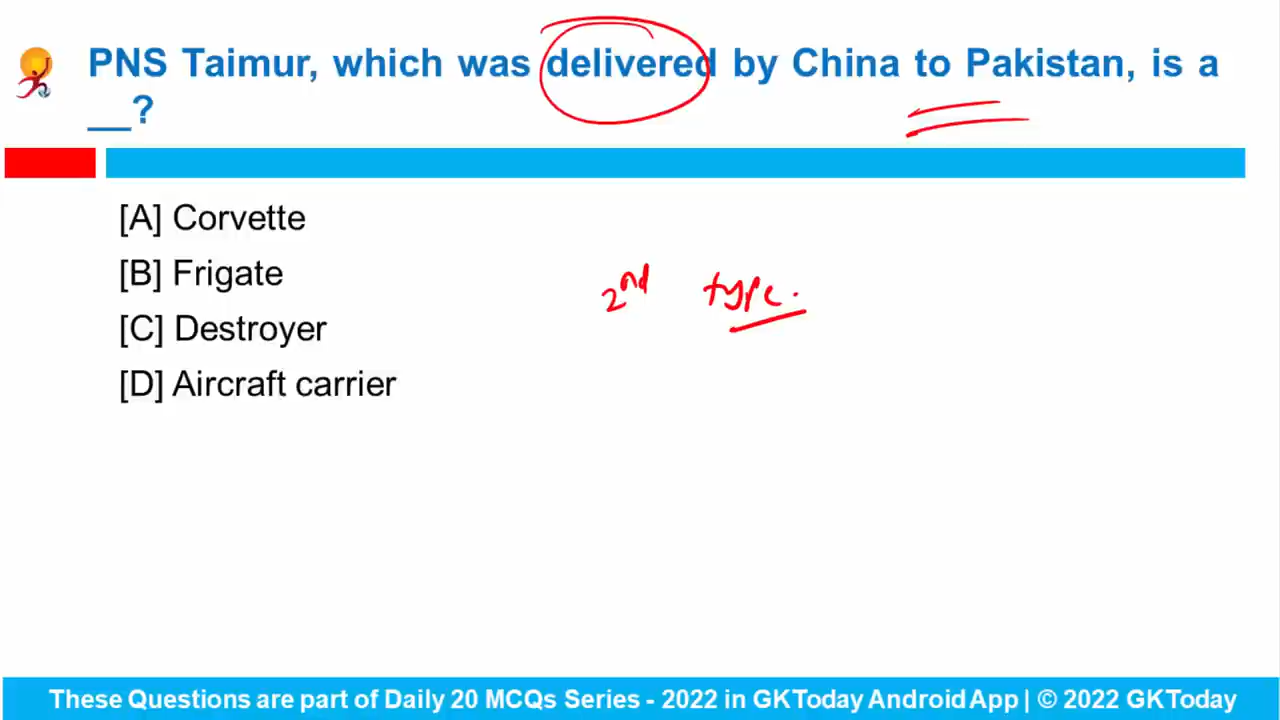 PNS Taimur, which was delivered by China to Pakistan, is a
__?
[A] Corvette
[B] Frigate
[C] Destroyer
[D] Aircraft carrier
2nd type.
These Questions are part of Daily 20 MCQs Series - 2022 in GKToday Android App | © 2022 GKToday